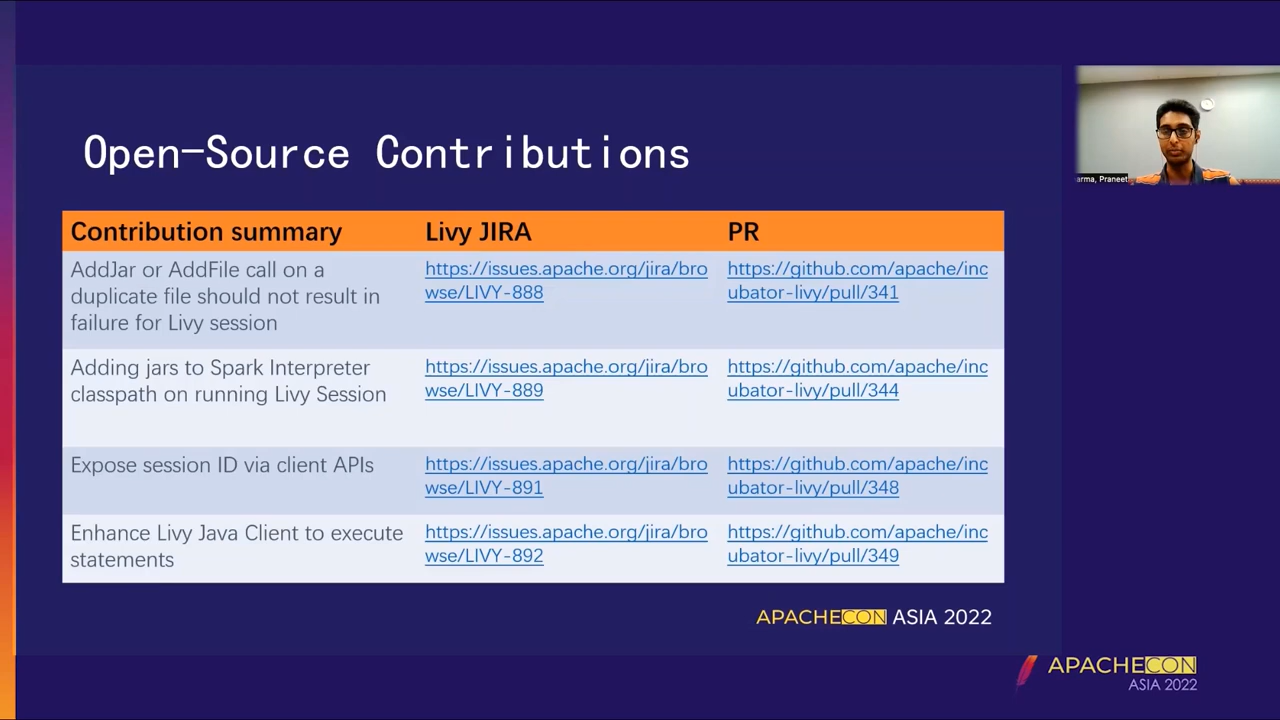 Open-Source Contributions
Contribution summary Livy JIRA PR
AddJar or AddFile call on a
duplicate file should not result in
failure for Livy session
https://issues.apache.org/jira/bro
wse/LIVY-888
https://github.com/apache/inc
ubator-livy/pull/341
Adding jars to Spark Interpreter
classpath on running Livy Session
https://issues.apache.org/jira/bro
wse/LIVY-889
https://github.com/apache/inc
ubator-livy/pull/344
Expose session ID via client APIs
https://issues.apache.org/jira/bro
wse/LIVY-891
https://github.com/apache/inc
ubator-livy/pull/348
Enhance Livy Java Client to execute
statements
https://issues.apache.org/jira/bro
wse/LIVY-892
https://github.com/apache/inc
ubator-livy/pull/349
APACHECON ASIA 2022
arma, Praneet
APACHECON
ASIA 2022